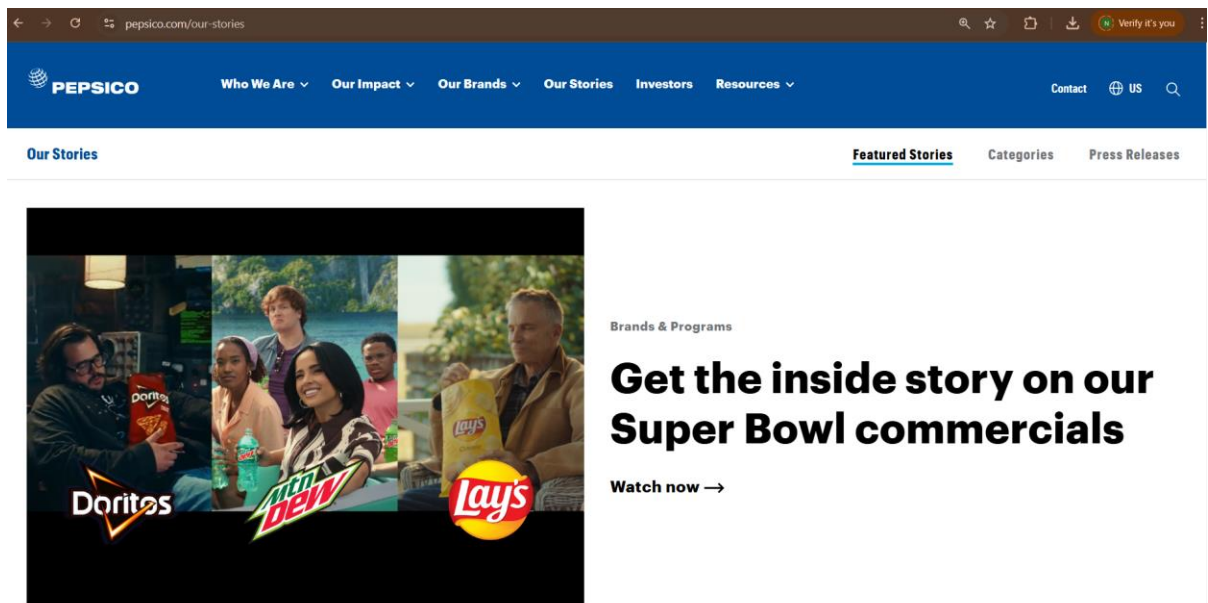 pepsico.com/our-stories
N Verify it's you
PEPSICO Who We Are Our Impact Our Brands Our Stories Investors Resources Contact US
Our Stories Featured Stories Categories Press Releases
Doritos
Lay's
Lay's
Doritos
Mtn
Dew
Brands & Programs
Get the inside story on our
Super Bowl commercials
Watch now →